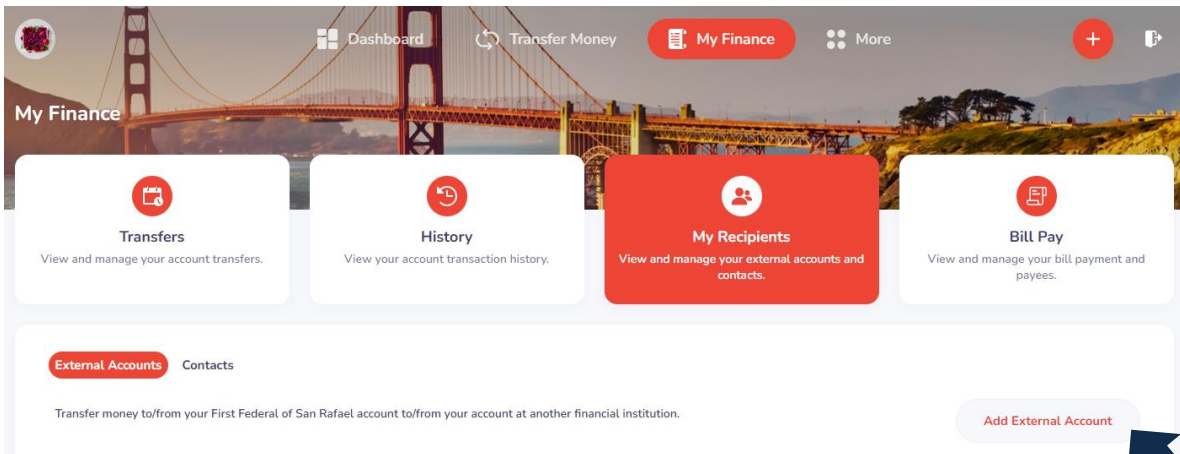 Dashboard
Transfer Money
My Finance
More
My Finance
Transfers
View and manage your account transfers.
History
View your account transaction history.
My Recipients
View and manage your external accounts and
contacts.
Bill Pay
View and manage your bill payment and
payees.
External Accounts
Contacts
Transfer money to/from your First Federal of San Rafael account to/from your account at another financial institution.
Add External Account